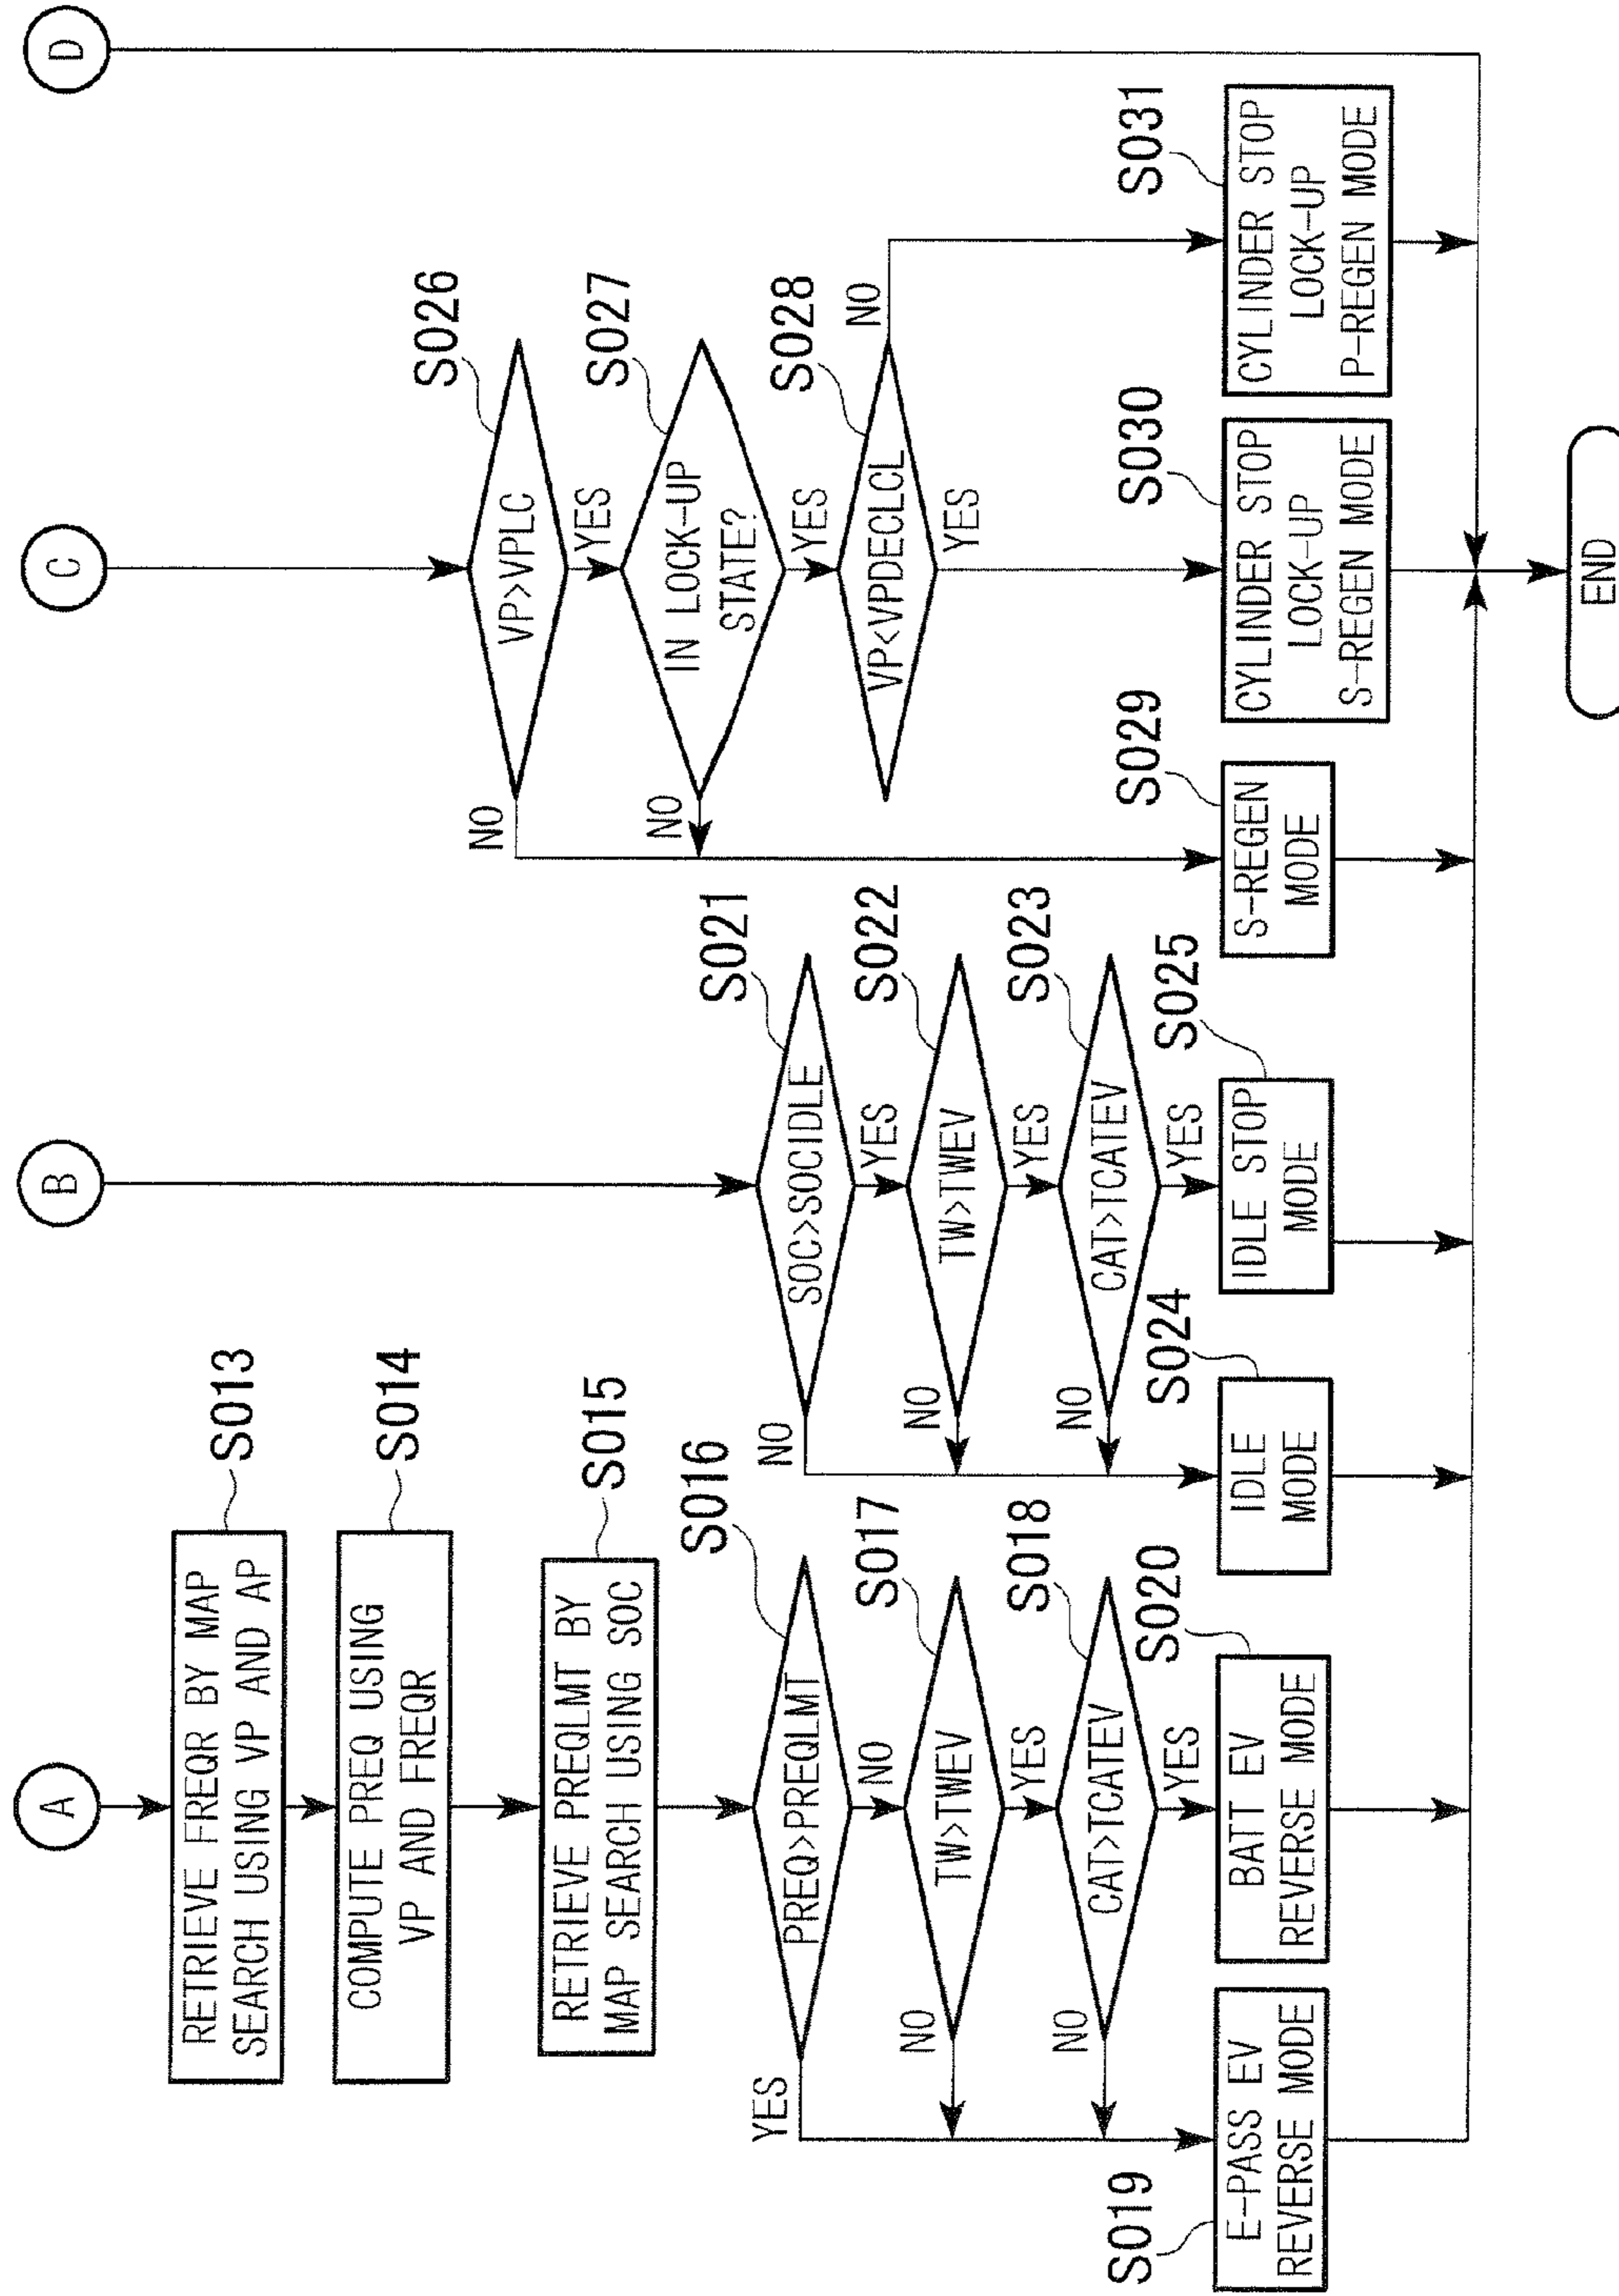 A
RETRIEVE FREQR BY MAP
SEARCH USING VP AND AP
S013
COMPUTE PREQ USING
VP AND FREQR
S014
RETRIEVE PREQLMT BY
MAP SEARCH USING SOC
S015
PREQ>PREQLMT
S016
YES
NO
TW>TWEV
S017
NO
YES
CAT>TCATEV
S018
NO
YES
S019
E-PASS EV
REVERSE MODE
S020
BATT EV
REVERSE MODE
B
SOC>SOCIDLE
S021
NO
YES
TW>TWEV
S022
NO
YES
CAT>TCATEV
S023
NO
YES
S024
IDLE
MODE
S025
IDLE STOP
MODE
C
VP>VPLC
S026
NO
YES
IN LOCK-UP
STATE?
S027
NO
YES
VP<VPDECLCL
S028
NO
YES
S029
S-REGEN
MODE
S030
CYLINDER STOP
LOCK-UP
S-REGEN MODE
S031
CYLINDER STOP
LOCK-UP
P-REGEN MODE
D
END